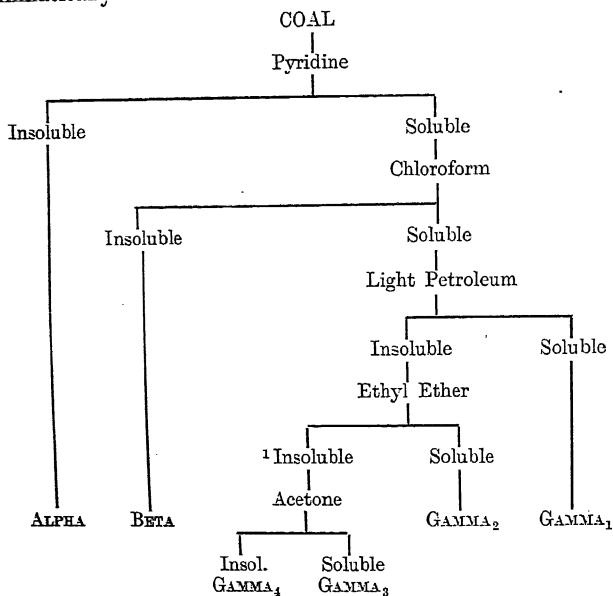 COAL
Pyridine
Insoluble Soluble
Chloroform
Insoluble Soluble
Light Petroleum
Insoluble Soluble
Ethyl Ether
¹Insoluble Soluble
Acetone
ALPHA BETA GAMMA₂ GAMMA₁
Insol. Soluble
GAMMA₄ GAMMA₃